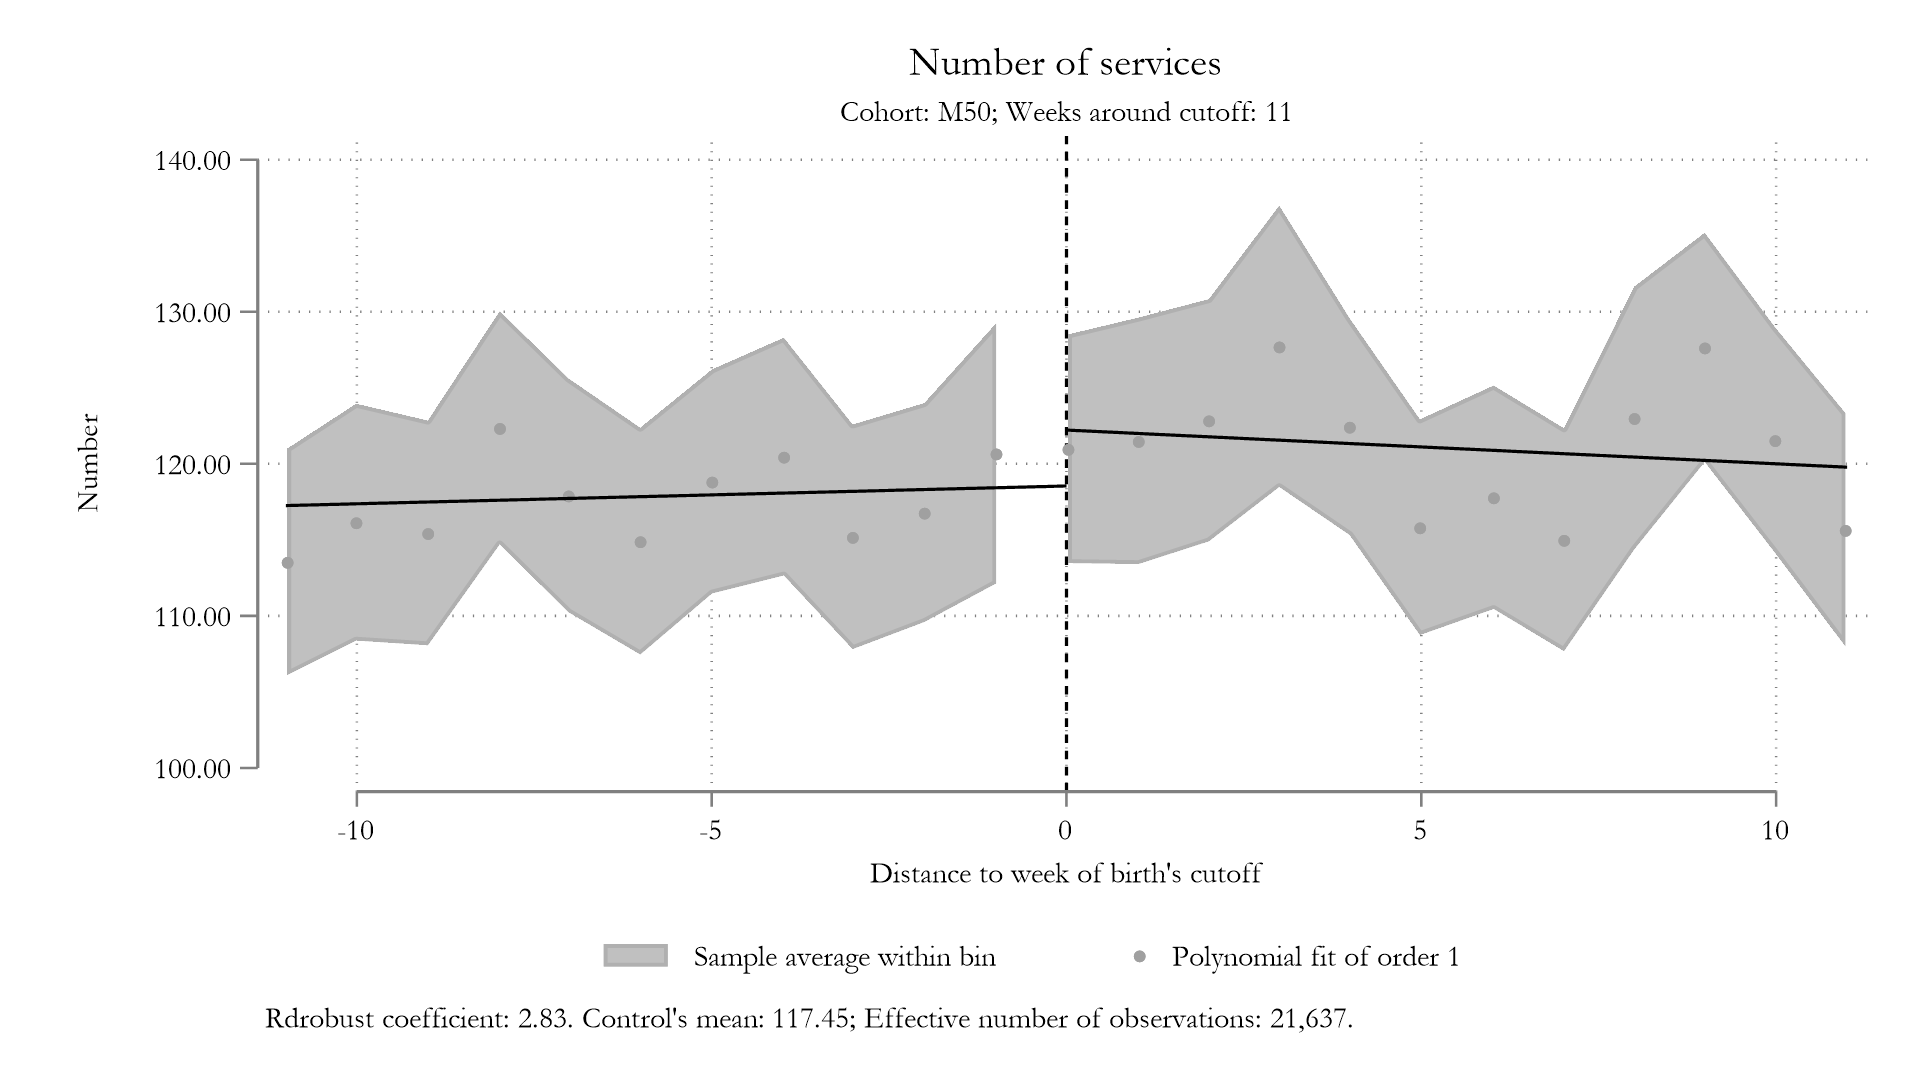 Number of services
Cohort: M50; Weeks around cutoff: 11
140.00
130.00
120.00
110.00
100.00
Number
-10 -5 0 5 10
Distance to week of birth's cutoff
Sample average within bin Polynomial fit of order 1
Rdrobust coefficient: 2.83. Control's mean: 117.45; Effective number of observations: 21,637.